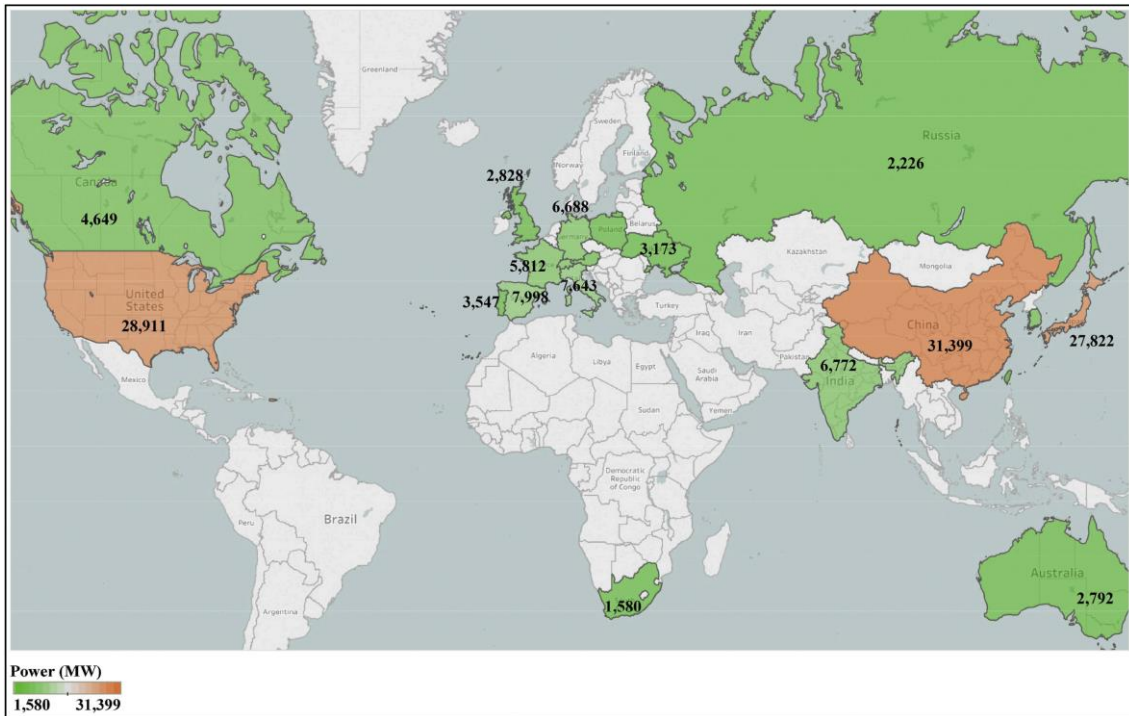 Greenland
Sweden
Finland
Norway
Russia
2,226
Canada
4,649
2,828
6,688
Belarus
Germany
Poland
3,173
Kazakhstan
Mongolia
5,812
United
States
28,911
3,547
7,998
7,643
Turkey
China
31,399
27,822
Iraq
Iran
Pakistan
6,772
India
Algeria
Libya
Egypt
Saudi
Arabia
Mexico
Sudan
Yemen
Democratic
Republic
of Congo
Peru
Brazil
Australia
2,792
1,580
Argentina
Power (MW)
1,580
31,399